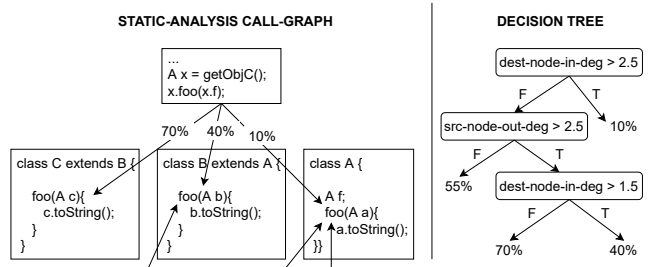 STATIC-ANALYSIS CALL-GRAPH
...
A x = getObjC();
x.foo(x.f);
70%
40%
10%
class C extends B {
foo(A c){
c.toString();
}
}
class B extends A {
foo(A b){
b.toString();
}
}
class A {
A f;
foo(A a){
a.toString();
}}
DECISION TREE
dest-node-in-deg > 2.5
F
T
src-node-out-deg > 2.5
10%
F
T
55%
dest-node-in-deg > 1.5
F
T
70%
40%